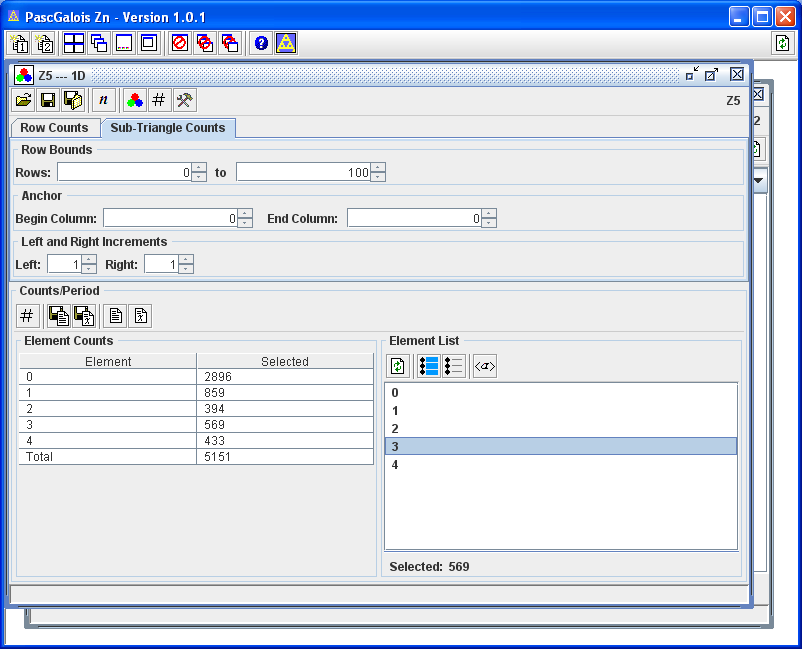 PascGalois Zn - Version 1.0.1
1 2 ?
Z5 --- 1D
n # Z5
2
Row Counts Sub-Triangle Counts
Row Bounds
Rows: 0 to 100
Anchor
Begin Column: 0 End Column: 0
Left and Right Increments
Left: 1 Right: 1
Counts/Period
#
Element Counts
Element Selected
0 2896
1 859
2 394
3 569
4 433
Total 5151
Element List
<a>
0
1
2
3
4
Selected: 569